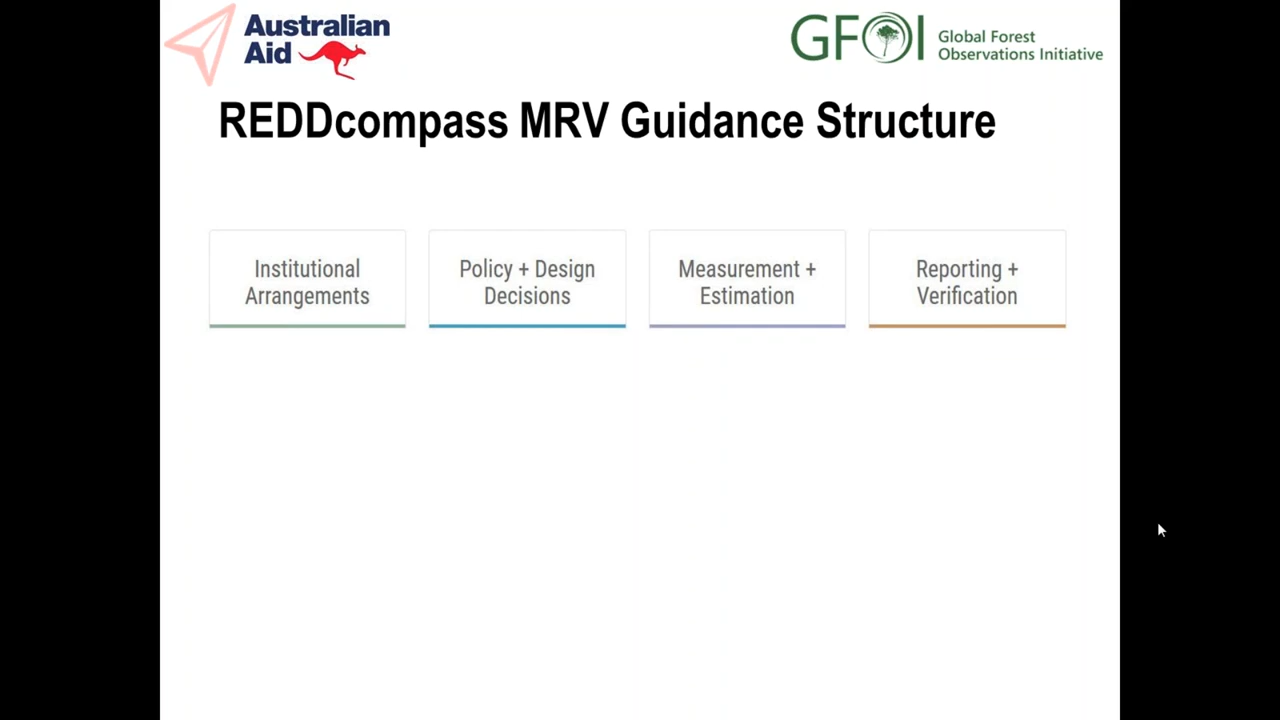 Australian
Aid
GFOI
Global Forest
Observations Initiative
REDDcompass MRV Guidance Structure
Institutional
Arrangements
Policy + Design
Decisions
Measurement +
Estimation
Reporting +
Verification